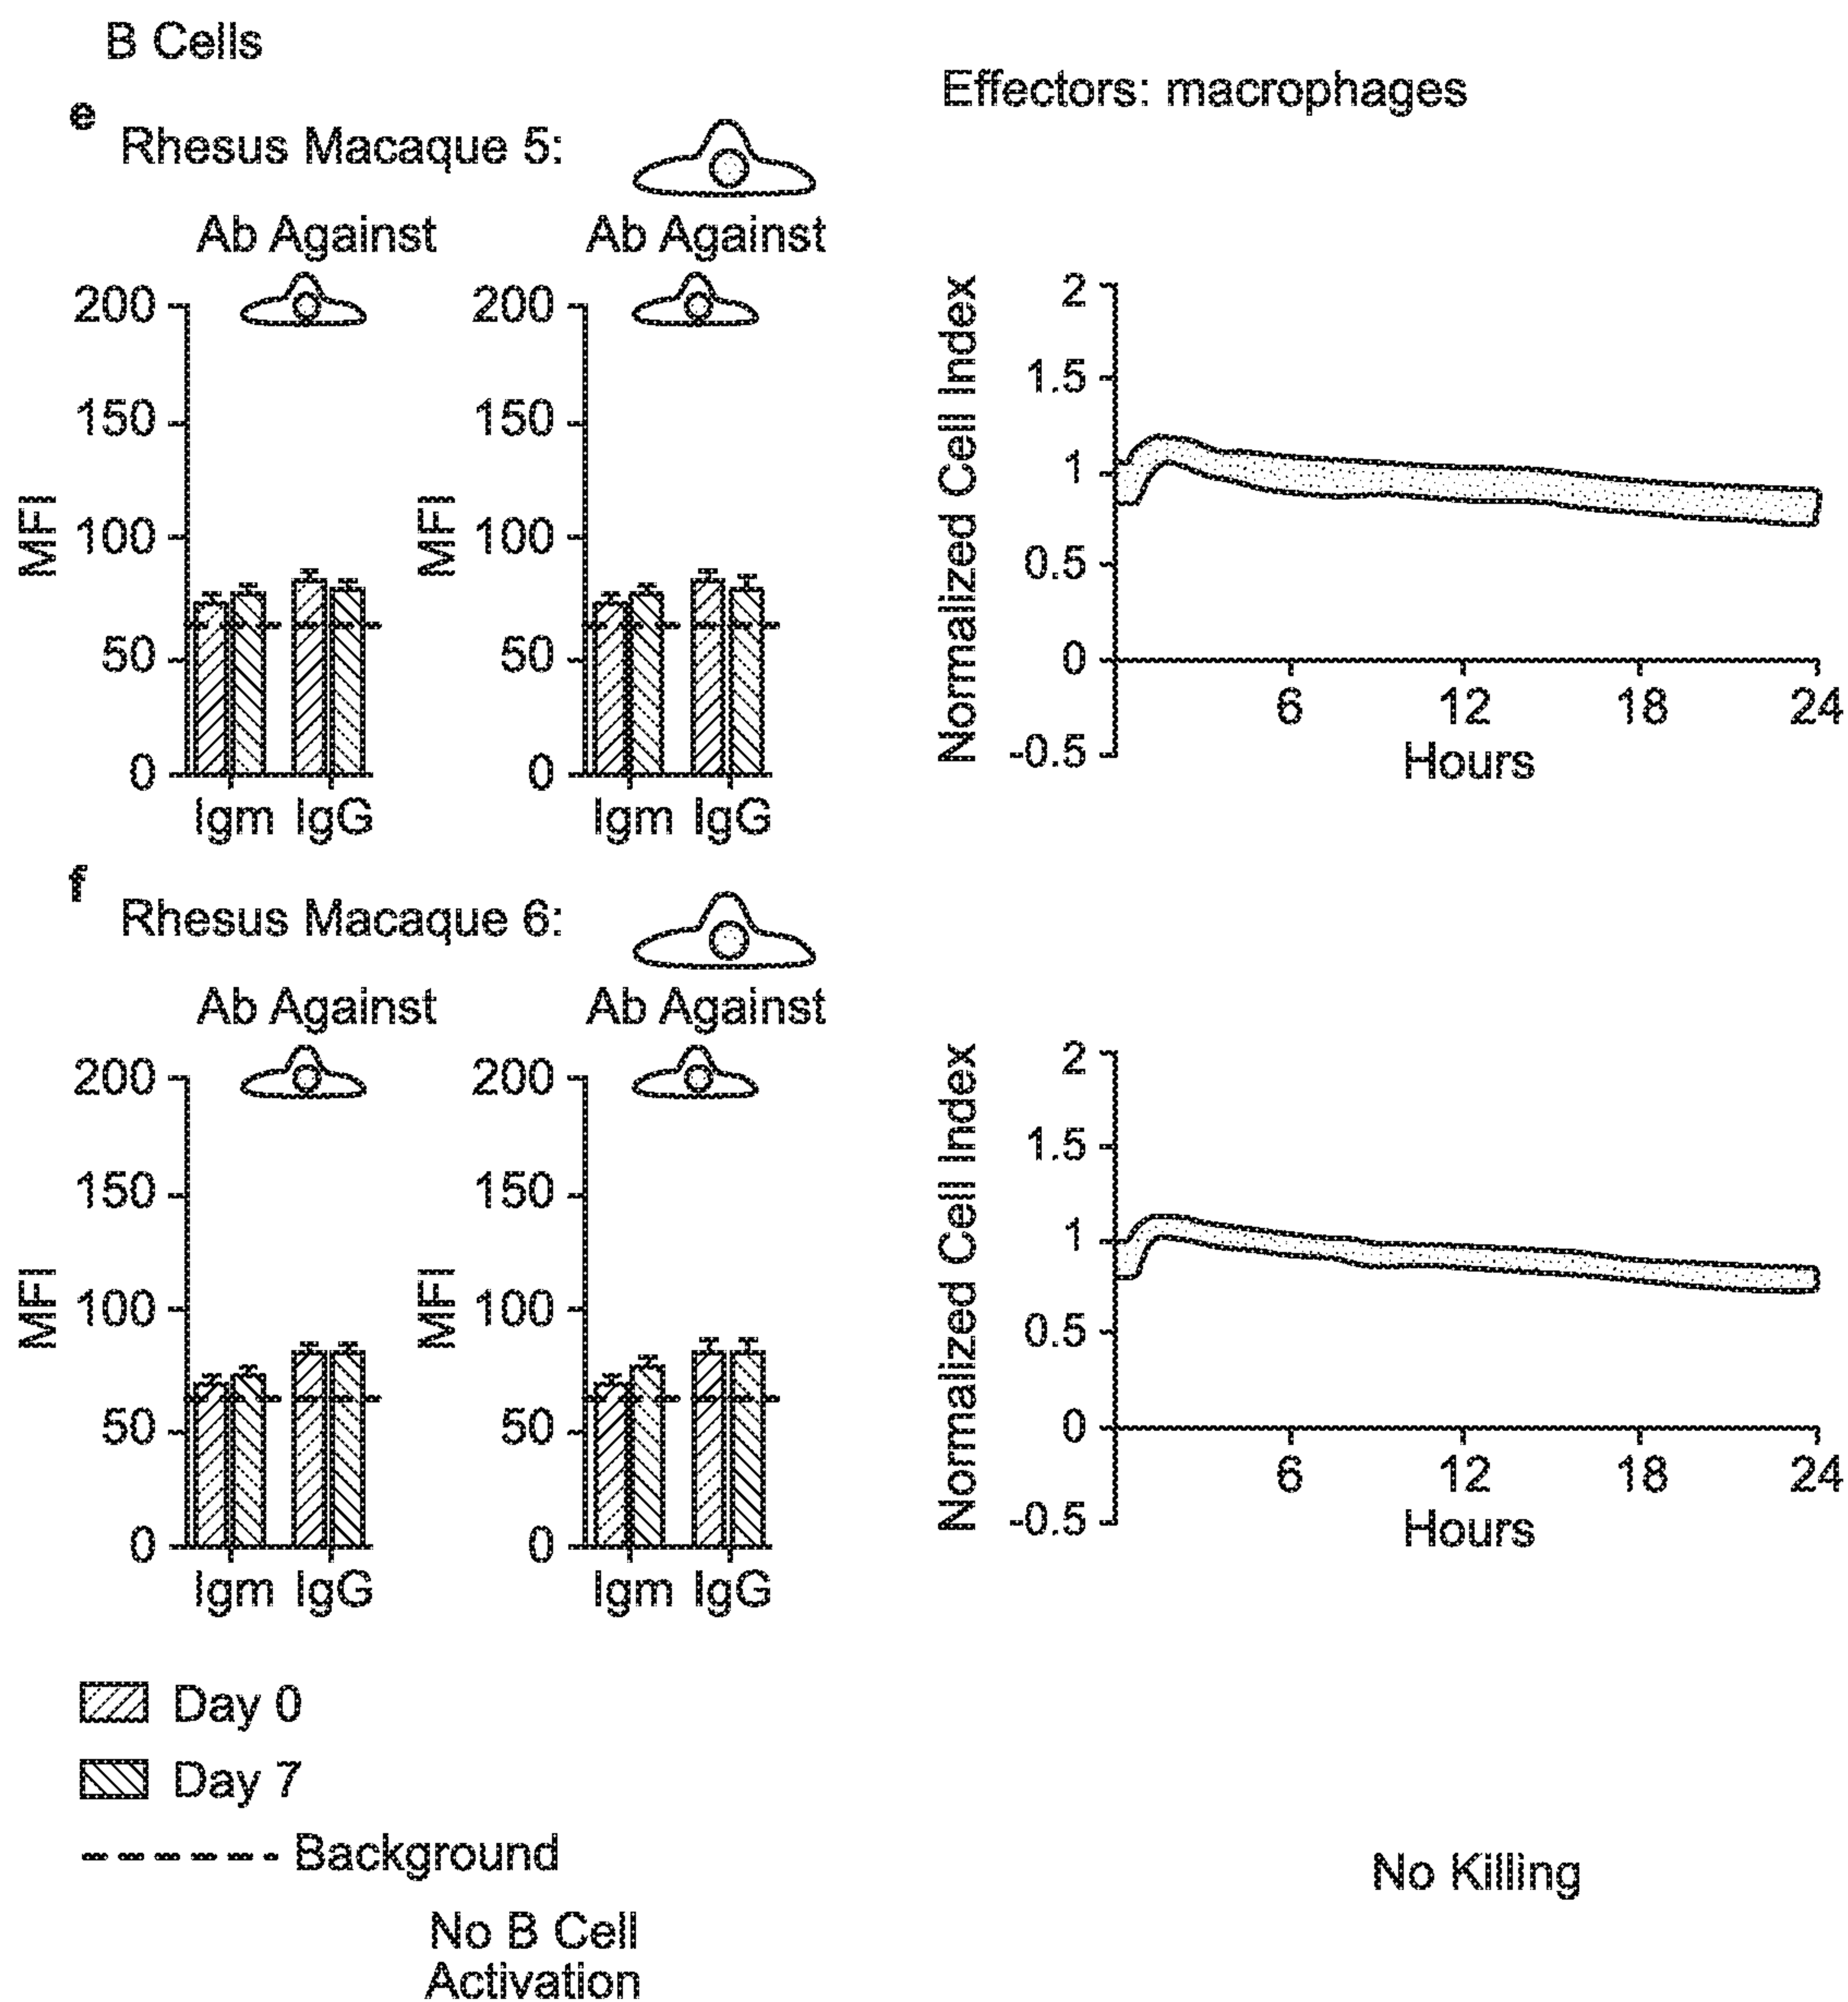 B Cells
Effectors: macrophages
e
Rhesus Macaque 5:
Ab Against
Ab Against
200
150
100
50
0
MFI
Igm IgG
200
150
100
50
0
MFI
Igm IgG
2
1.5
1
0.5
0
-0.5
Normalized Cell Index
6 12 18 24
Hours
f
Rhesus Macaque 6:
Ab Against
Ab Against
200
150
100
50
0
MFI
Igm IgG
200
150
100
50
0
MFI
Igm IgG
2
1.5
1
0.5
0
-0.5
Normalized Cell Index
6 12 18 24
Hours
Day 0
Day 7
Background
No B Cell
Activation
No Killing